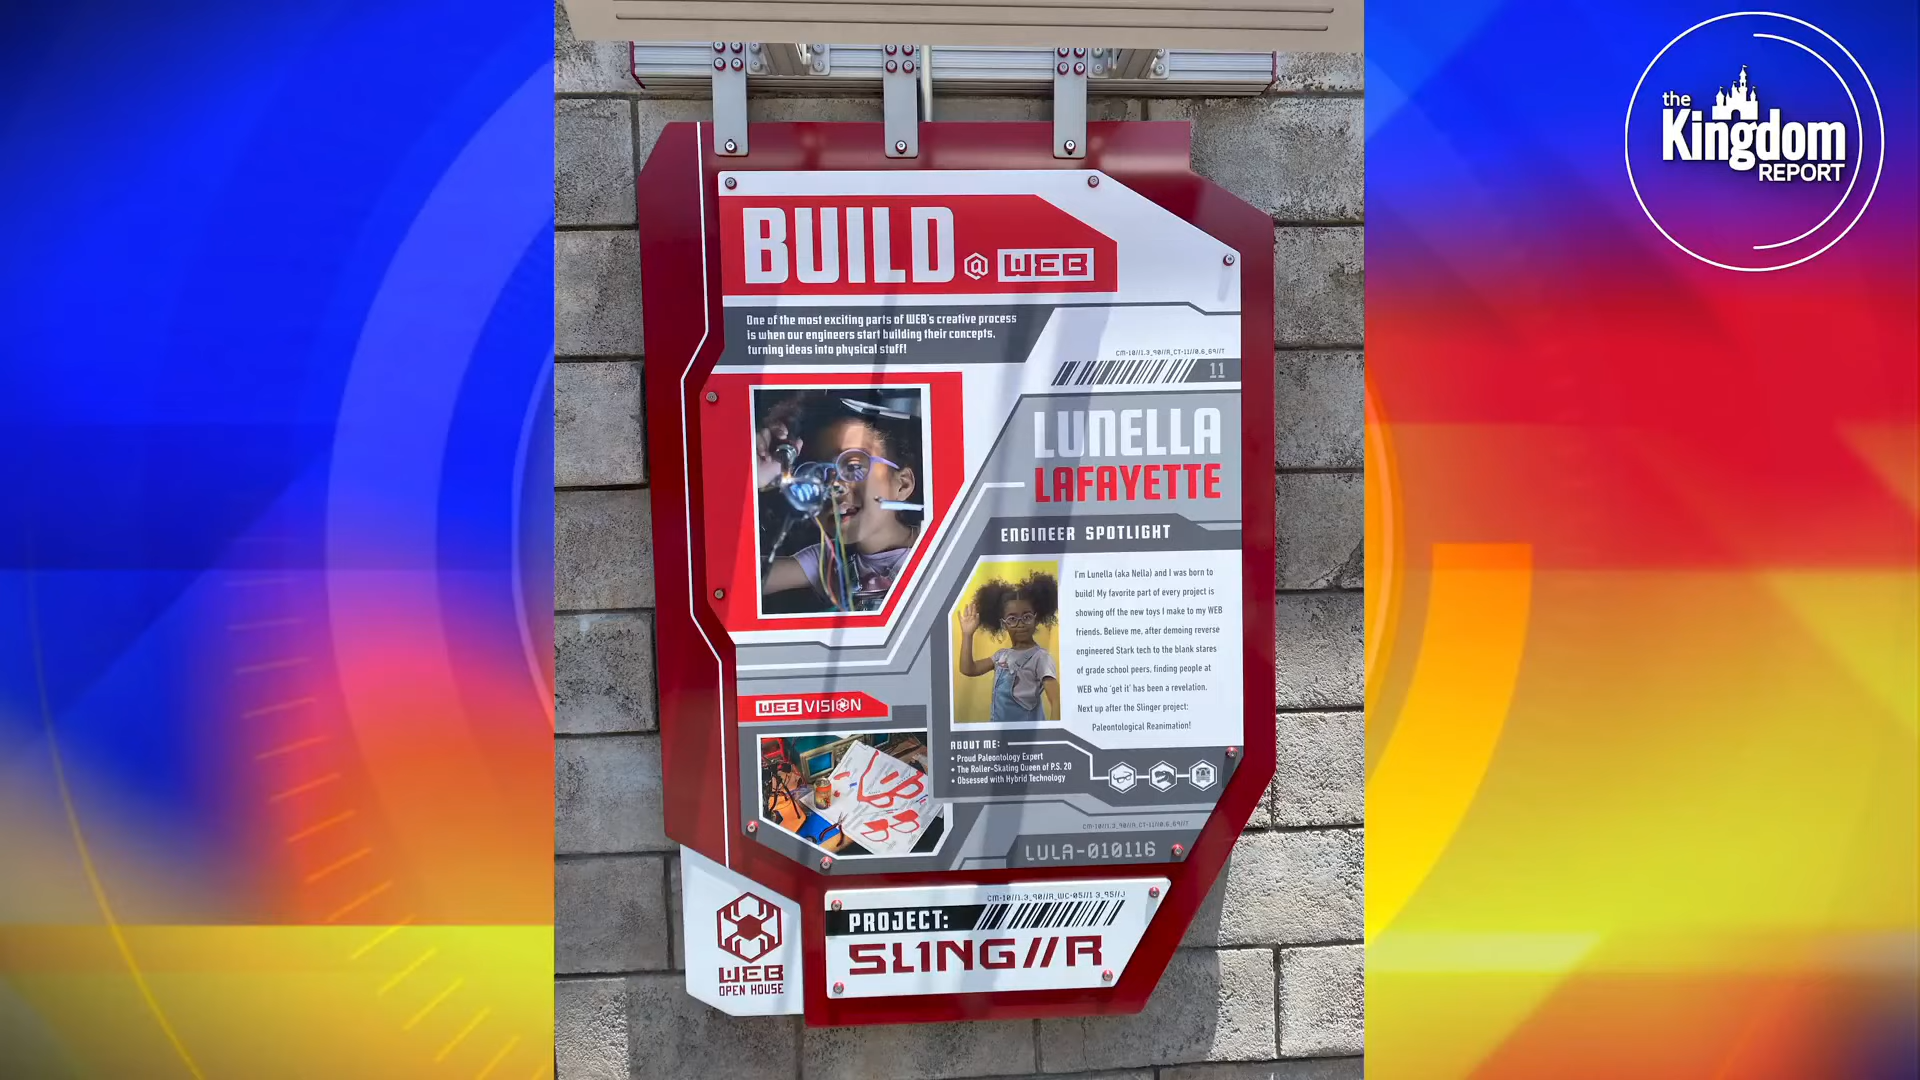 the
Kingdom
REPORT
BUILD @ WEB
One of the most exciting parts of WEB's creative process
is when our engineers start building their concepts,
turning ideas into physical stuff!
11
LUNELLA
LAFAYETTE
ENGINEER SPOTLIGHT
I'm Lunella (aka Nella) and I was born to
build! My favorite part of every project is
showing off the new toys I make to my WEB
friends. Believe me, after demoing reverse
engineered Stark tech to the blank stares
of grade school peers, finding people at
WEB who 'get it' has been a revelation.
Next up after the Slinger project:
Paleontological Reanimation!
WEB VISION
ABOUT ME:
• Proud Paleontology Expert
• The Roller-Skating Queen of P.S. 20
• Obsessed with Hybrid Technology
LULA-010116
PROJECT:
SL1NG//R
WEB
OPEN HOUSE